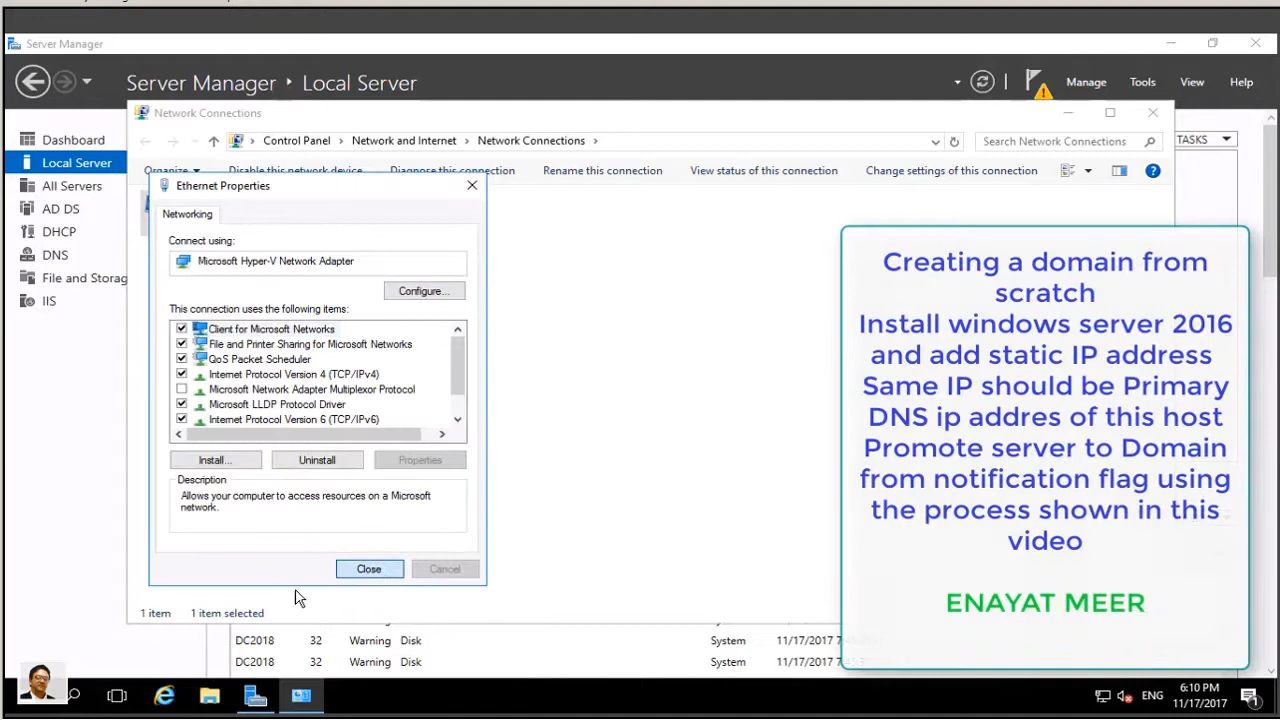 Server Manager
Server Manager ‣ Local Server
Manage Tools View Help
Dashboard
Local Server
All Servers
AD DS
DHCP
DNS
File and Storag
IIS
Network Connections
Control Panel Network and Internet Network Connections
Search Network Connections
TASKS
Organize Disable this network device Diagnose this connection Rename this connection View status of this connection Change settings of this connection
Ethernet Properties
Networking
Connect using:
Microsoft Hyper-V Network Adapter
Configure...
This connection uses the following items:
Client for Microsoft Networks
File and Printer Sharing for Microsoft Networks
QoS Packet Scheduler
Internet Protocol Version 4 (TCP/IPv4)
Microsoft Network Adapter Multiplexor Protocol
Microsoft LLDP Protocol Driver
Internet Protocol Version 6 (TCP/IPv6)
Install... Uninstall Properties
Description
Allows your computer to access resources on a Microsoft
network.
Close Cancel
1 item 1 item selected
Creating a domain from
scratch
Install windows server 2016
and add static IP address
Same IP should be Primary
DNS ip addres of this host
Promote server to Domain
from notification flag using
the process shown in this
video
ENAYAT MEER
DC2018 32 Warning Disk System 11/17/2017
DC2018 32 Warning Disk System 11/17/2017
ENG
6:10 PM
11/17/2017